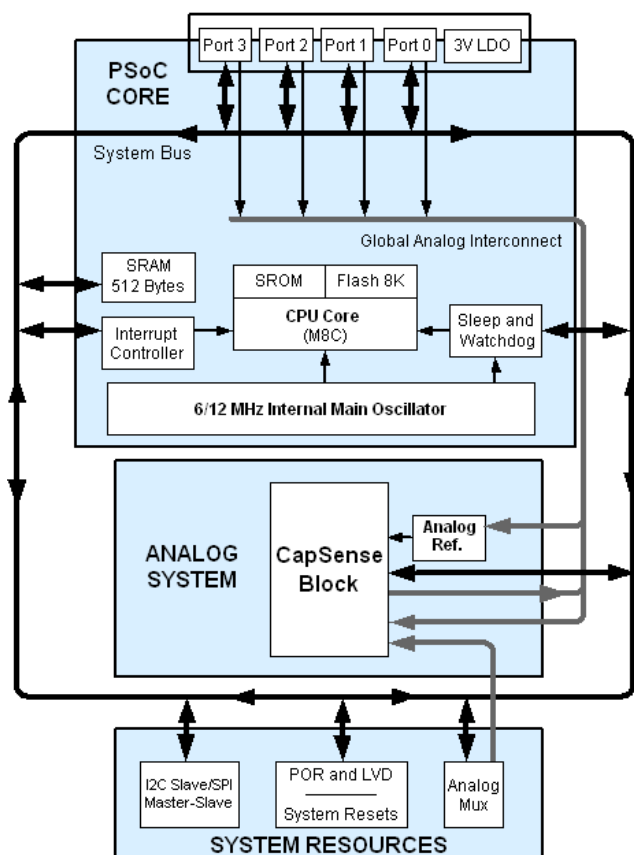 Port 3 Port 2 Port 1 Port 0 3V LDO
PSoC
CORE
System Bus
Global Analog Interconnect
SRAM
512 Bytes
SROM Flash 8K
CPU Core
(M8C)
Interrupt
Controller
Sleep and
Watchdog
6/12 MHz Internal Main Oscillator
ANALOG
SYSTEM
CapSense
Block
Analog
Ref.
I2C Slave/SPI
Master-Slave
POR and LVD
System Resets
Analog
Mux
SYSTEM RESOURCES